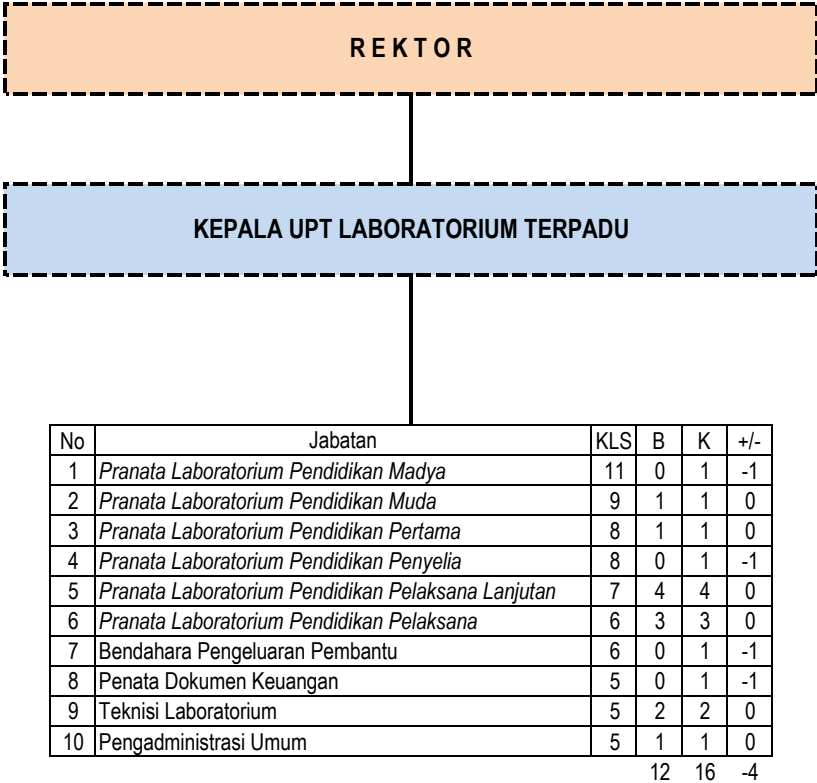 R E K T O R
KEPALA UPT LABORATORIUM TERPADU
No Jabatan KLS B K +/-
1 Pranata Laboratorium Pendidikan Madya 11 0 1 -1
2 Pranata Laboratorium Pendidikan Muda 9 1 1 0
3 Pranata Laboratorium Pendidikan Pertama 8 1 1 0
4 Pranata Laboratorium Pendidikan Penyelia 8 0 1 -1
5 Pranata Laboratorium Pendidikan Pelaksana Lanjutan 7 4 4 0
6 Pranata Laboratorium Pendidikan Pelaksana 6 3 3 0
7 Bendahara Pengeluaran Pembantu 6 0 1 -1
8 Penata Dokumen Keuangan 5 0 1 -1
9 Teknisi Laboratorium 5 2 2 0
10 Pengadministrasi Umum 5 1 1 0
12 16 -4